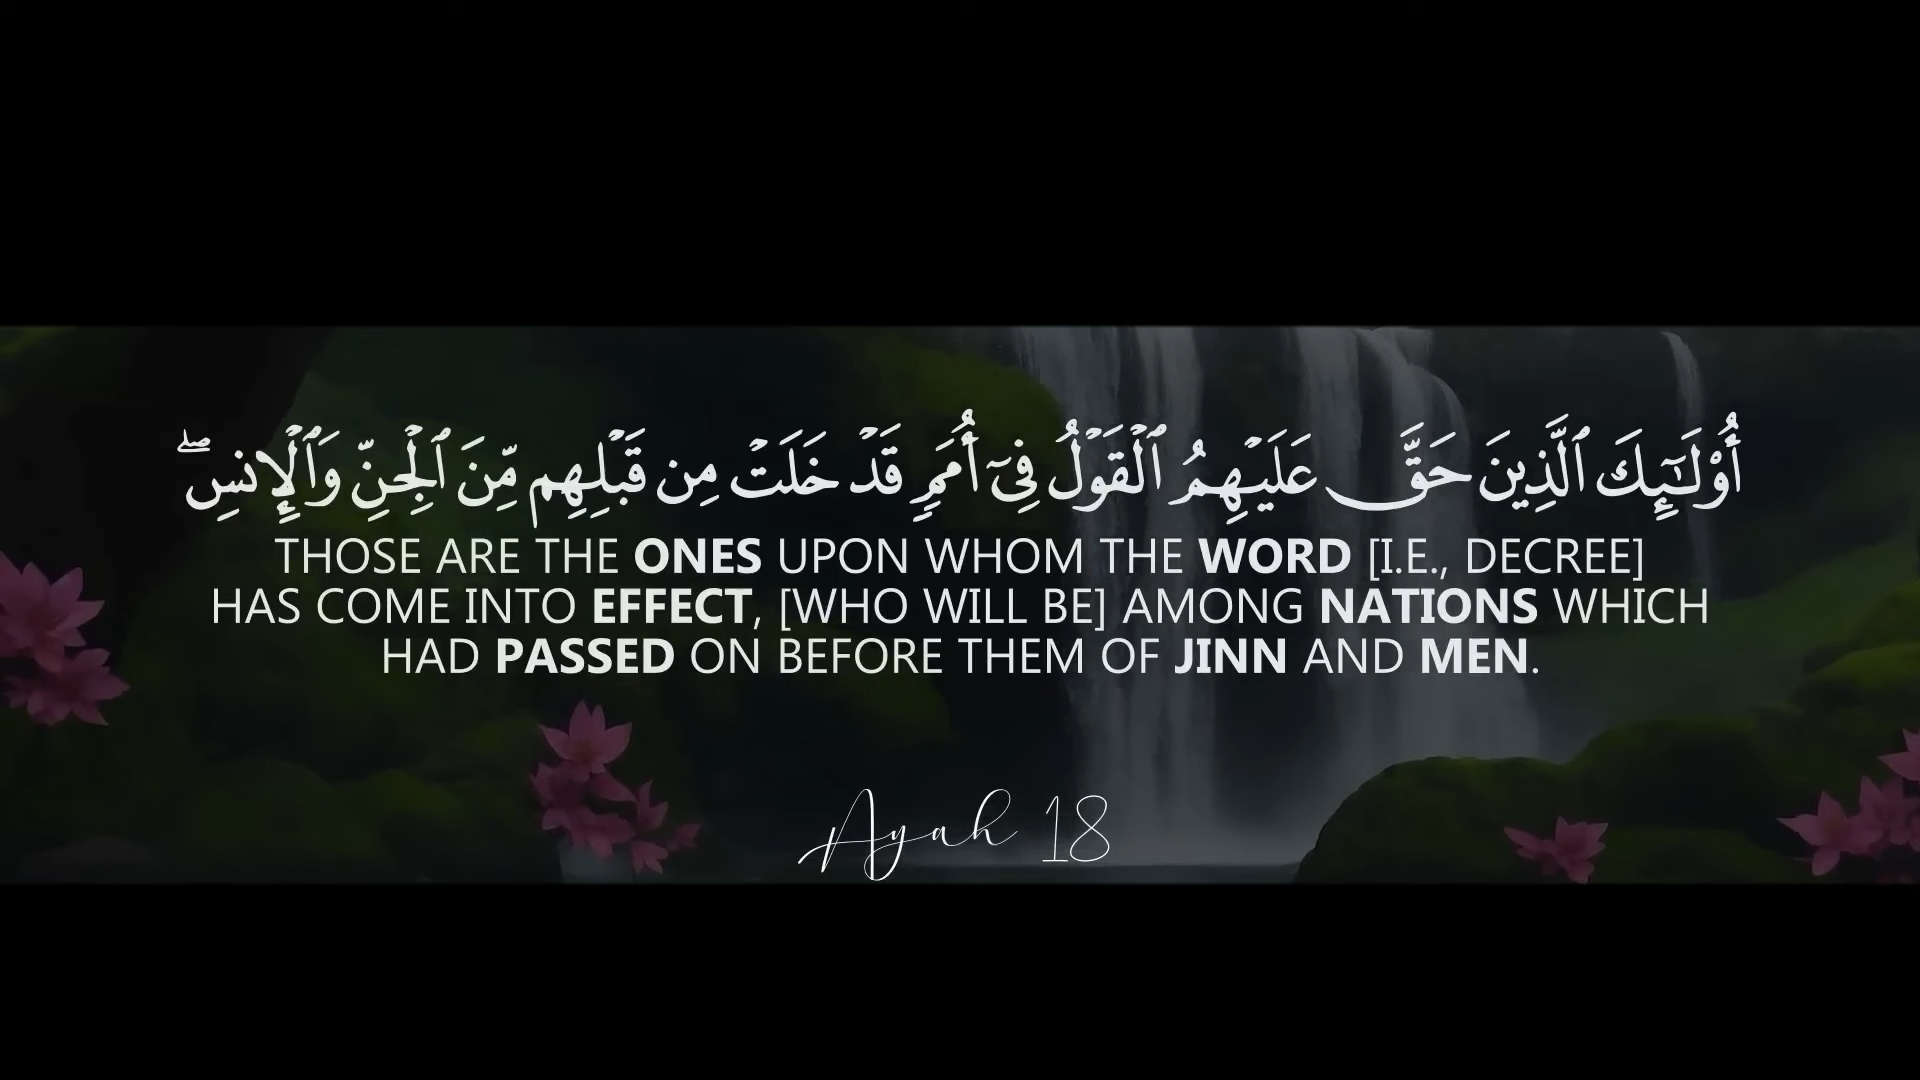 أُو۟لَـٰٓئِكَ ٱلَّذِينَ حَقَّ عَلَيْهِمُ ٱلْقَوْلُ فِىٓ أُمَمٍ قَدْ خَلَتْ مِن قَبْلِهِم مِّنَ ٱلْجِنِّ وَٱلْإِنسِ ۖ
THOSE ARE THE ONES UPON WHOM THE WORD [I.E., DECREE]
HAS COME INTO EFFECT, [WHO WILL BE] AMONG NATIONS WHICH
HAD PASSED ON BEFORE THEM OF JINN AND MEN.
Ayah 18